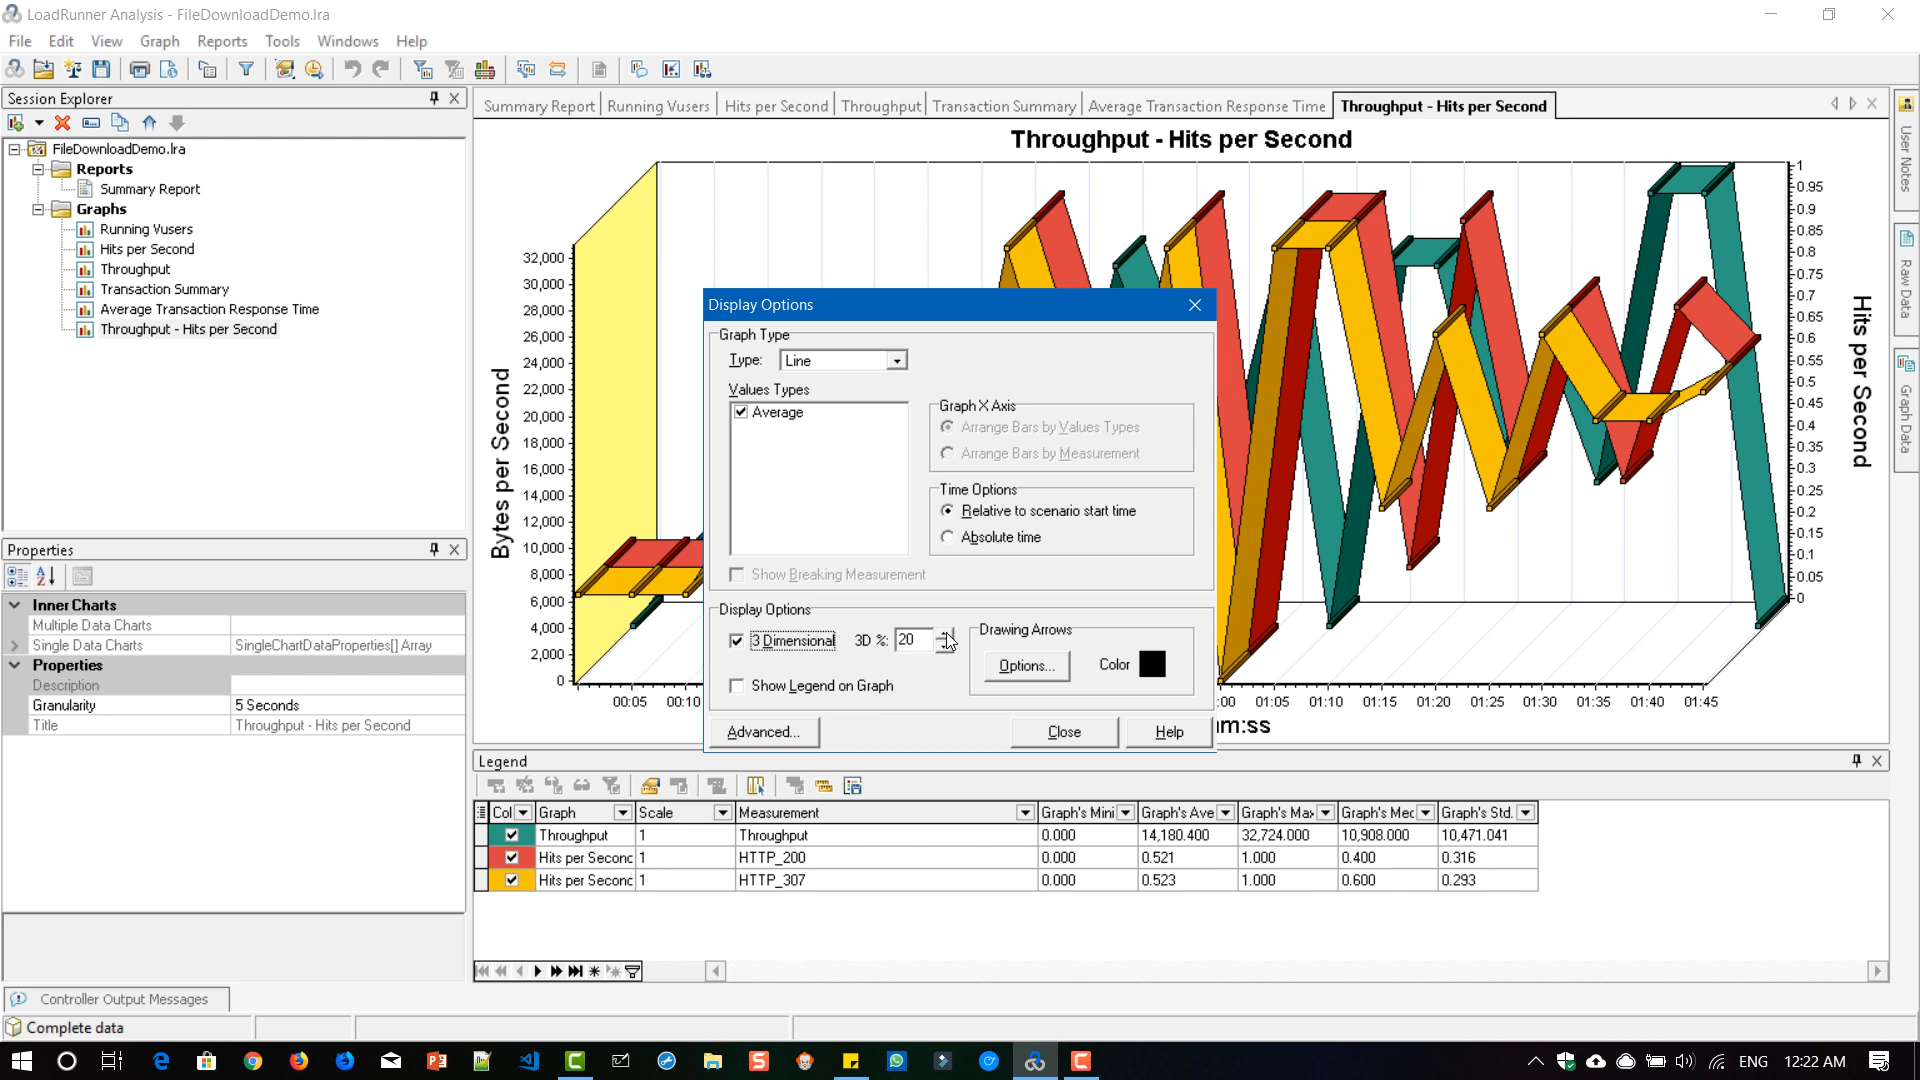 LoadRunner Analysis - FileDownloadDemo.lra
File Edit View Graph Reports Tools Windows Help
Session Explorer
FileDownloadDemo.lra
Reports
Summary Report
Graphs
Running Vusers
Hits per Second
Throughput
Transaction Summary
Average Transaction Response Time
Throughput - Hits per Second
Properties
Inner Charts
Multiple Data Charts
Single Data Charts SingleChartDataProperties[] Array
Properties
Description
Granularity 5 Seconds
Title Throughput - Hits per Second
Summary Report Running Vusers Hits per Second Throughput Transaction Summary Average Transaction Response Time Throughput - Hits per Second
Throughput - Hits per Second
Bytes per Second
32,000
30,000
28,000
26,000
24,000
22,000
20,000
18,000
16,000
14,000
12,000
10,000
8,000
6,000
4,000
2,000
0
1
0.95
0.9
0.85
0.8
0.75
0.7
0.65
0.6
0.55
0.5
0.45
0.4
0.35
0.3
0.25
0.2
0.15
0.1
0.05
0
Hits per Second
00:05 00:10 :00 01:05 01:10 01:15 01:20 01:25 01:30 01:35 01:40 01:45
m:ss
Display Options
Graph Type
Type: Line
Values Types
Average
Graph X Axis
Arrange Bars by Values Types
Arrange Bars by Measurement
Time Options
Relative to scenario start time
Absolute time
Show Breaking Measurement
Display Options
3 Dimensional 3D %: 20
Show Legend on Graph
Drawing Arrows
Options... Color
Advanced... Close Help
User Notes
Raw Data
Graph Data
Legend
Col Graph Scale Measurement Graph's Mini Graph's Ave Graph's Max Graph's Mec Graph's Std.
Throughput 1 Throughput 0.000 14,180.400 32,724.000 10,908.000 10,471.041
Hits per Second 1 HTTP_200 0.000 0.521 1.000 0.400 0.316
Hits per Second 1 HTTP_307 0.000 0.523 1.000 0.600 0.293
Controller Output Messages
Complete data
ENG 12:22 AM